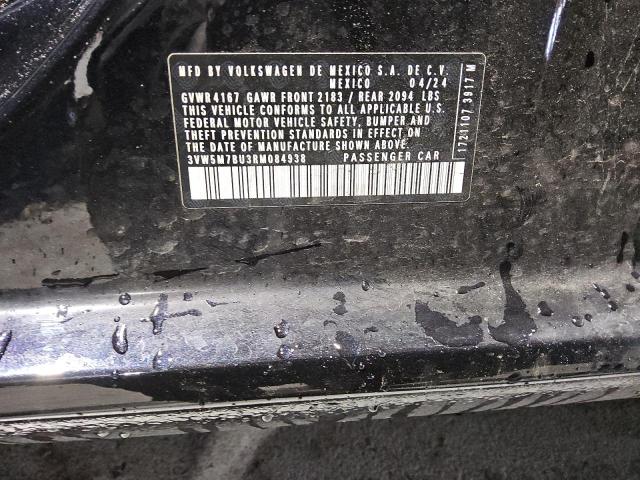 MFD BY VOLKSWAGEN DE MEXICO S.A. DE C.V.
MEXICO 04/24
GVWR 4167 GAWR FRONT 2183 / REAR 2094 LBS
THIS VEHICLE CONFORMS TO ALL APPLICABLE U.S.
FEDERAL MOTOR VEHICLE SAFETY, BUMPER AND
THEFT PREVENTION STANDARDS IN EFFECT ON
THE DATE OF MANUFACTURE SHOWN ABOVE.
3VW5M7BU3RM084938 PASSENGER CAR
1721107 3917 M